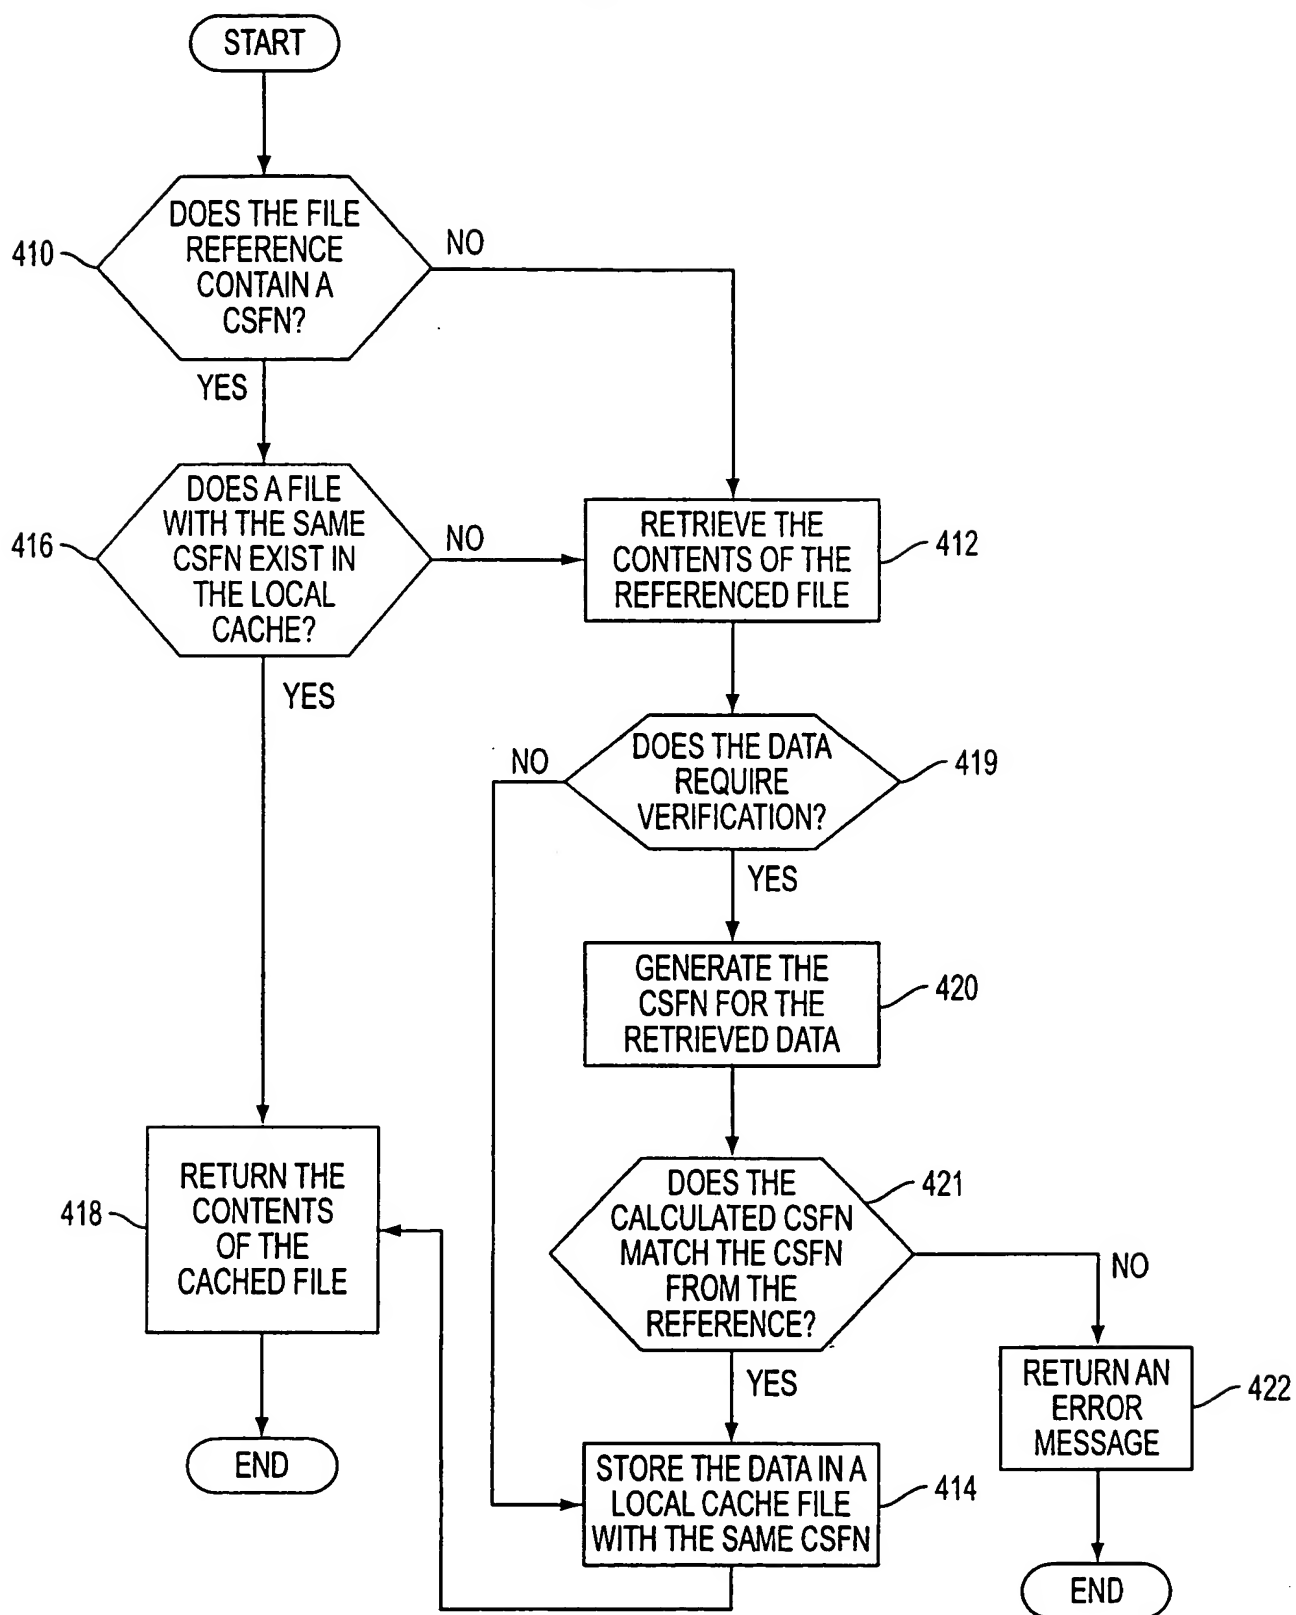 START
DOES THE FILE
REFERENCE
CONTAIN A
CSFN?
410
NO
YES
DOES A FILE
WITH THE SAME
CSFN EXIST IN
THE LOCAL
CACHE?
416
NO
YES
RETRIEVE THE
CONTENTS OF THE
REFERENCED FILE
412
DOES THE DATA
REQUIRE
VERIFICATION?
419
NO
YES
GENERATE THE
CSFN FOR THE
RETRIEVED DATA
420
DOES THE
CALCULATED CSFN
MATCH THE CSFN
FROM THE
REFERENCE?
421
NO
YES
RETURN THE
CONTENTS
OF THE
CACHED FILE
418
END
STORE THE DATA IN A
LOCAL CACHE FILE
WITH THE SAME CSFN
414
RETURN AN
ERROR
MESSAGE
422
END